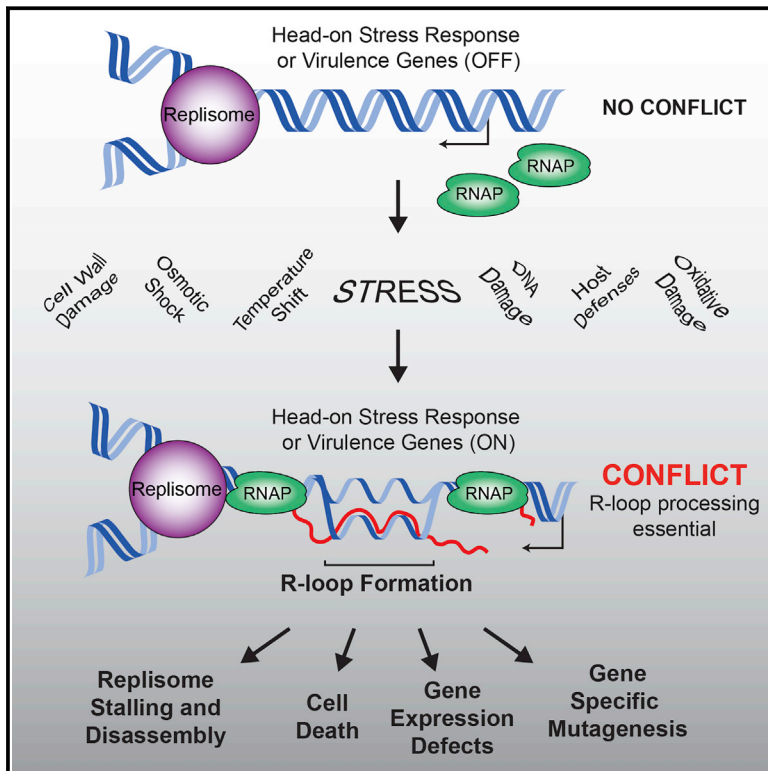 Head-on Stress Response
or Virulence Genes (OFF)
Replisome
NO CONFLICT
RNAP
RNAP
Cell Wall
Damage
Osmotic
Shock
Temperature
Shift
STRESS
DNA
Damage
Host
Defenses
Oxidative
Damage
Head-on Stress Response
or Virulence Genes (ON)
Replisome
RNAP
RNAP
CONFLICT
R-loop processing
essential
R-loop Formation
Replisome
Stalling and
Disassembly
Cell
Death
Gene
Expression
Defects
Gene
Specific
Mutagenesis